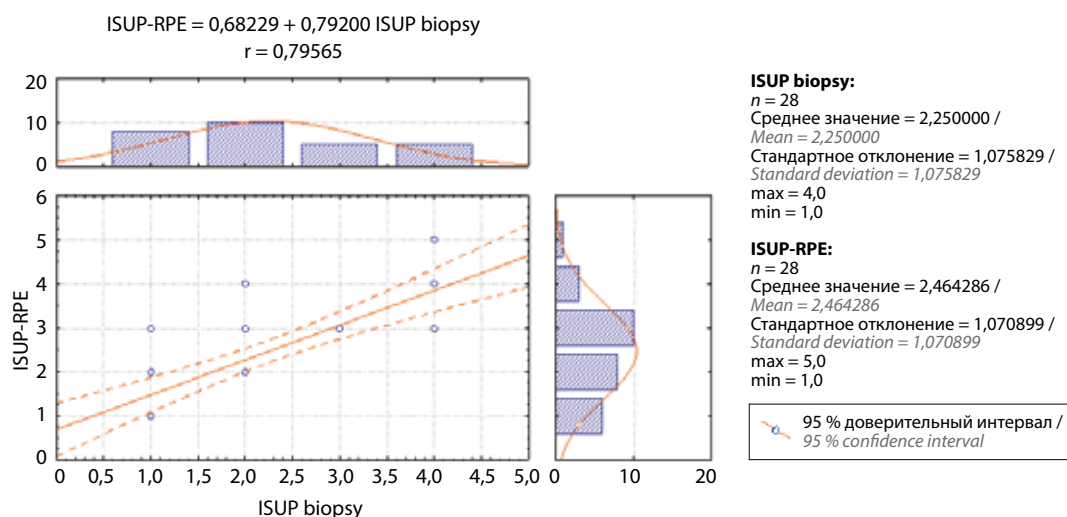 ISUP-RPE = 0,68229 + 0,79200 ISUP biopsy
r = 0,79565
20
10
0
6
5
4
3
2
1
0
ISUP-RPE
0 1,0 1,5 2,0 2,5 3,0 3,5 4,0 4,5 5,0
ISUP biopsy
0 10 20
ISUP biopsy:
n = 28
Среднее значение = 2,250000 /
Mean = 2,250000
Стандартное отклонение = 1,075829 /
Standard deviation = 1,075829
max = 4,0
min = 1,0
ISUP-RPE:
n = 28
Среднее значение = 2,464286 /
Mean = 2,464286
Стандартное отклонение = 1,070899 /
Standard deviation = 1,070899
max = 5,0
min = 1,0
95 % доверительный интервал /
95 % confidence interval